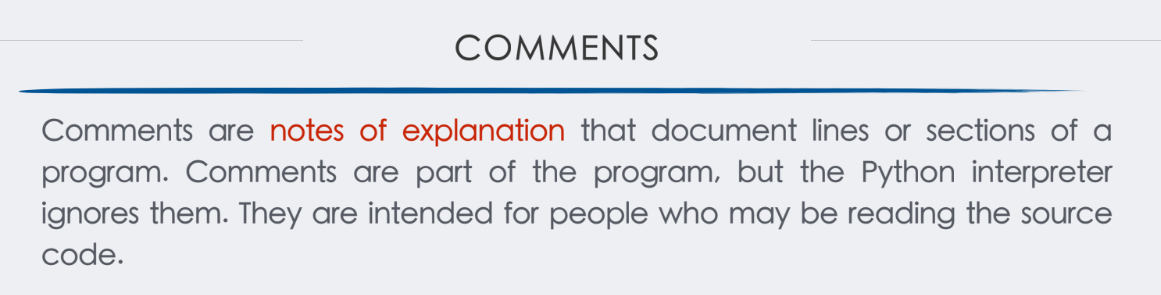 COMMENTS
Comments are notes of explanation that document lines or sections of a
program. Comments are part of the program, but the Python interpreter
ignores them. They are intended for people who may be reading the source
code.